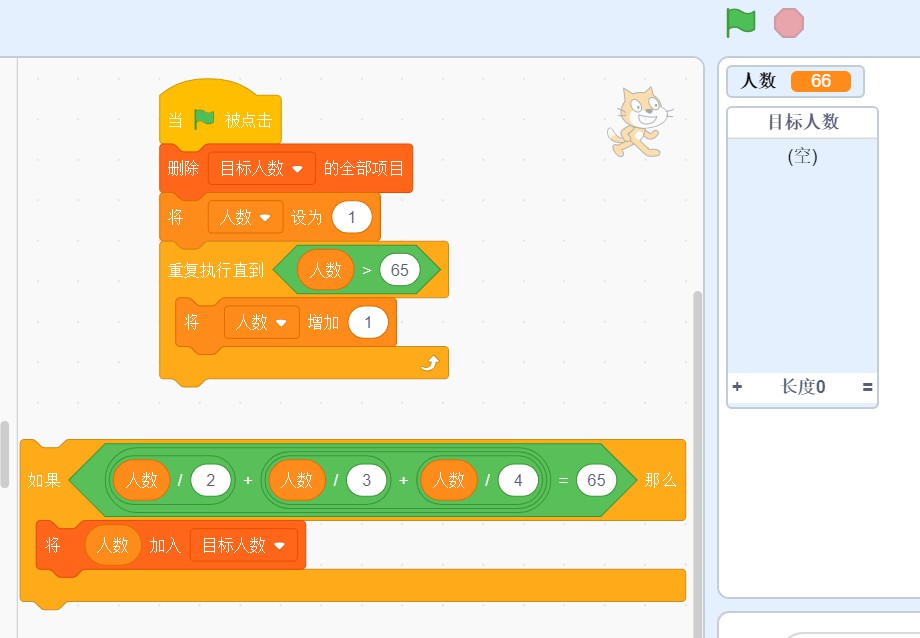 当 被点击
删除 目标人数 的全部项目
将 人数 设为 1
重复执行直到 人数 > 65
将 人数 增加 1
如果 人数 / 2 + 人数 / 3 + 人数 / 4 = 65 那么
将 人数 加入 目标人数
人数 66
目标人数
(空)
+ 长度0 =